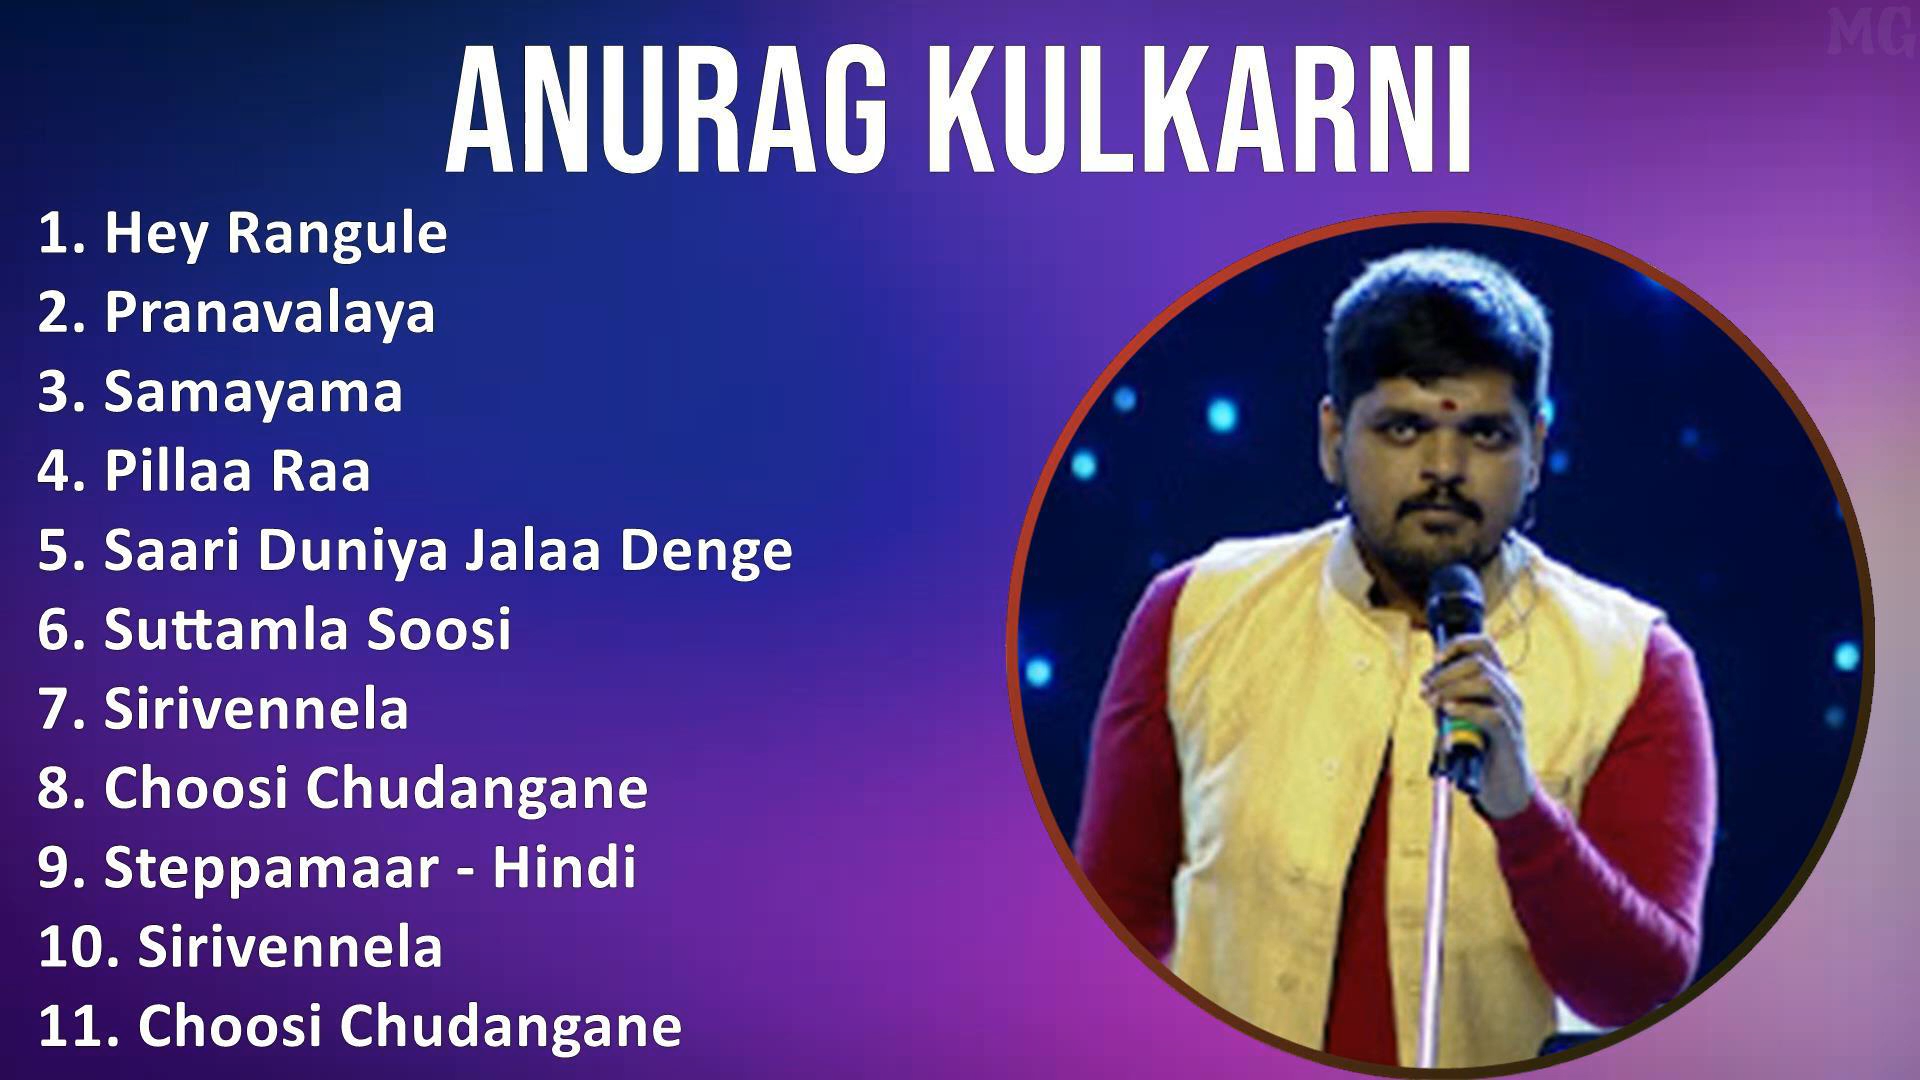 MG
ANURAG KULKARNI
1. Hey Rangule
2. Pranavalaya
3. Samayama
4. Pillaa Raa
5. Saari Duniya Jalaa Denge
6. Suttamla Soosi
7. Sirivennela
8. Choosi Chudangane
9. Steppamaar - Hindi
10. Sirivennela
11. Choosi Chudangane